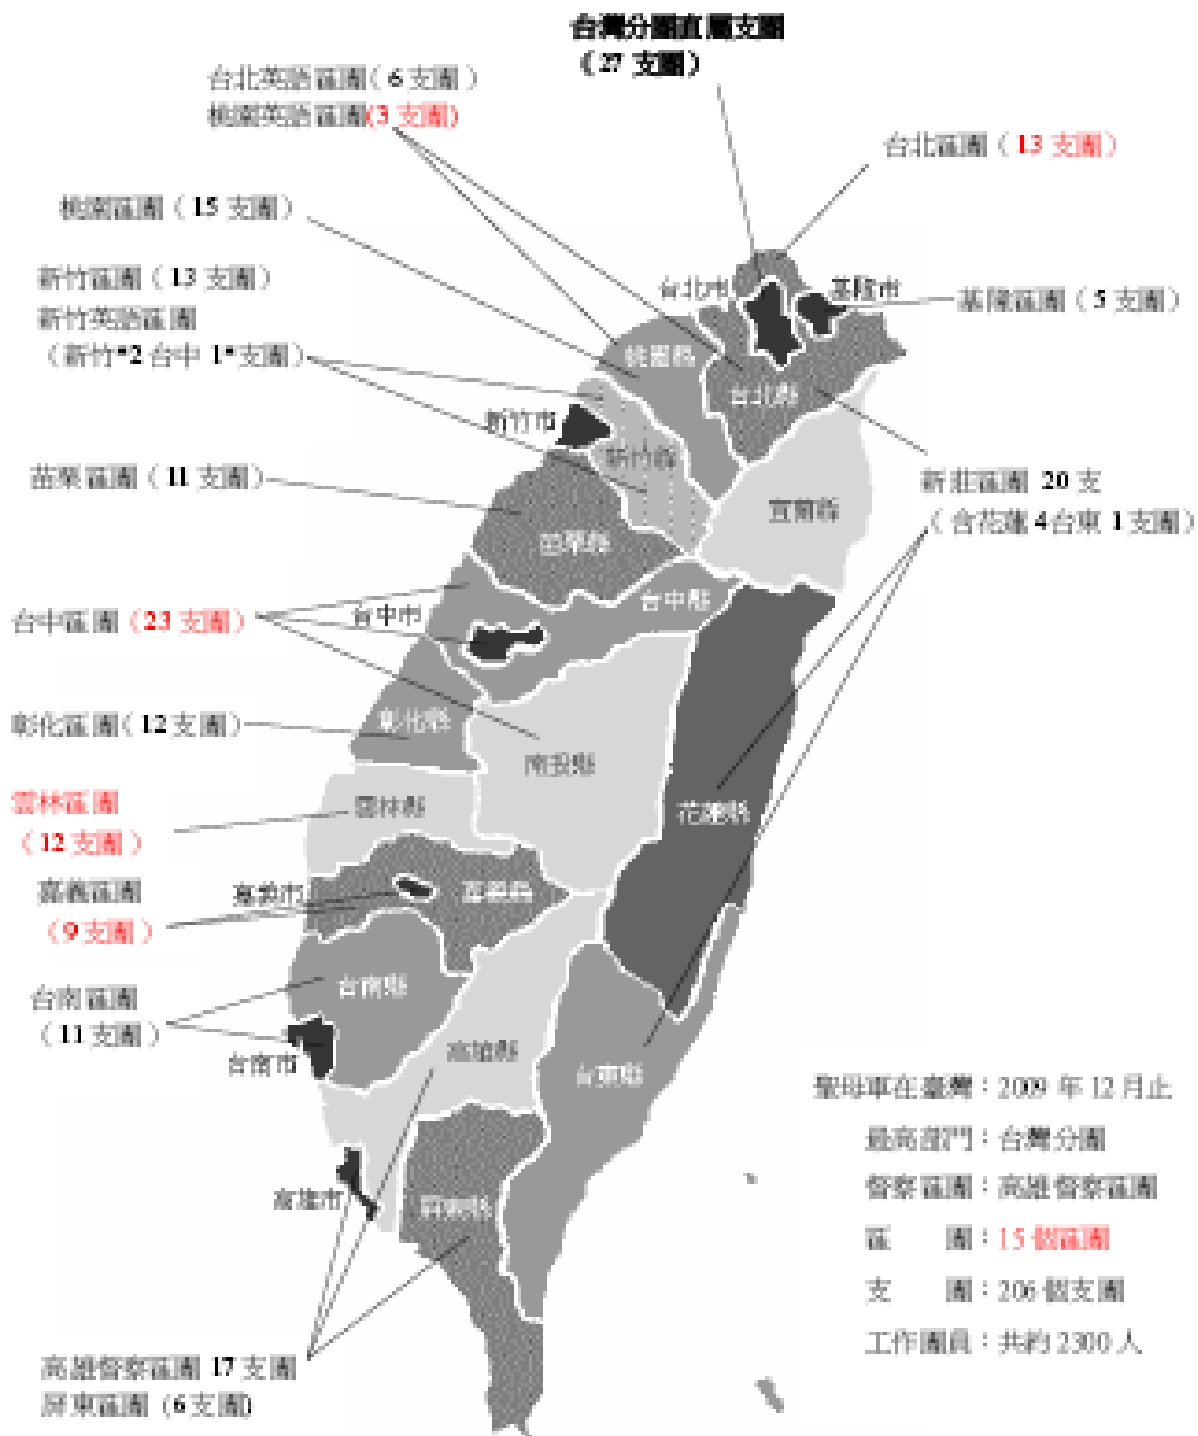 台灣分團直屬支團
（27 支團）
台北英語區團（6 支團）
桃園英語區團(3 支團)
台北區團（13 支團）
桃園區團（15 支團）
新竹區團（13 支團）
新竹英語區團
（新竹*2 台中 1*支團）
台北市
基隆市
基隆區團（5 支團）
桃園縣
台北縣
新竹市
新竹縣
苗栗區團（11 支團）
新莊區團 20 支
（含花蓮 4 台東 1 支團）
宜蘭縣
苗栗縣
台中縣
台中區團（23 支團）
台中市
彰化區團（12 支團）
彰化縣
南投縣
雲林區團
（12 支團）
雲林縣
花蓮縣
嘉義區團
（9 支團）
嘉義市
嘉義縣
台南區團
（11 支團）
台南縣
台南市
高雄縣
台東縣
聖母軍在臺灣：2009 年 12 月止
最高部門：台灣分團
督察區團：高雄督察區團
區　　團：15 個區團
支　　團：206 個支團
工作團員：共約 2300 人
高雄市
屏東縣
高雄督察區團 17 支團
屏東區團 (6 支團)